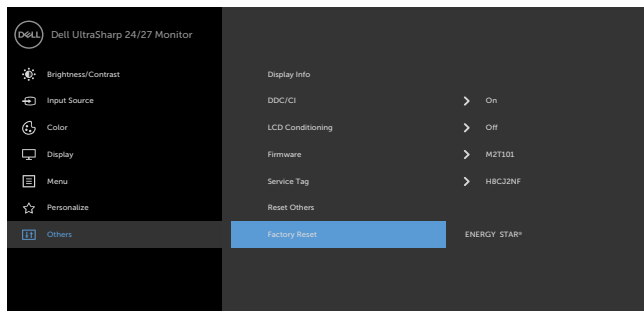 DELL Dell UltraSharp 24/27 Monitor
Brightness/Contrast Display Info
Input Source DDC/CI On
Color LCD Conditioning Off
Display Firmware M2T101
Menu Service Tag H8CJ2NF
Personalize Reset Others
Others Factory Reset ENERGY STAR®